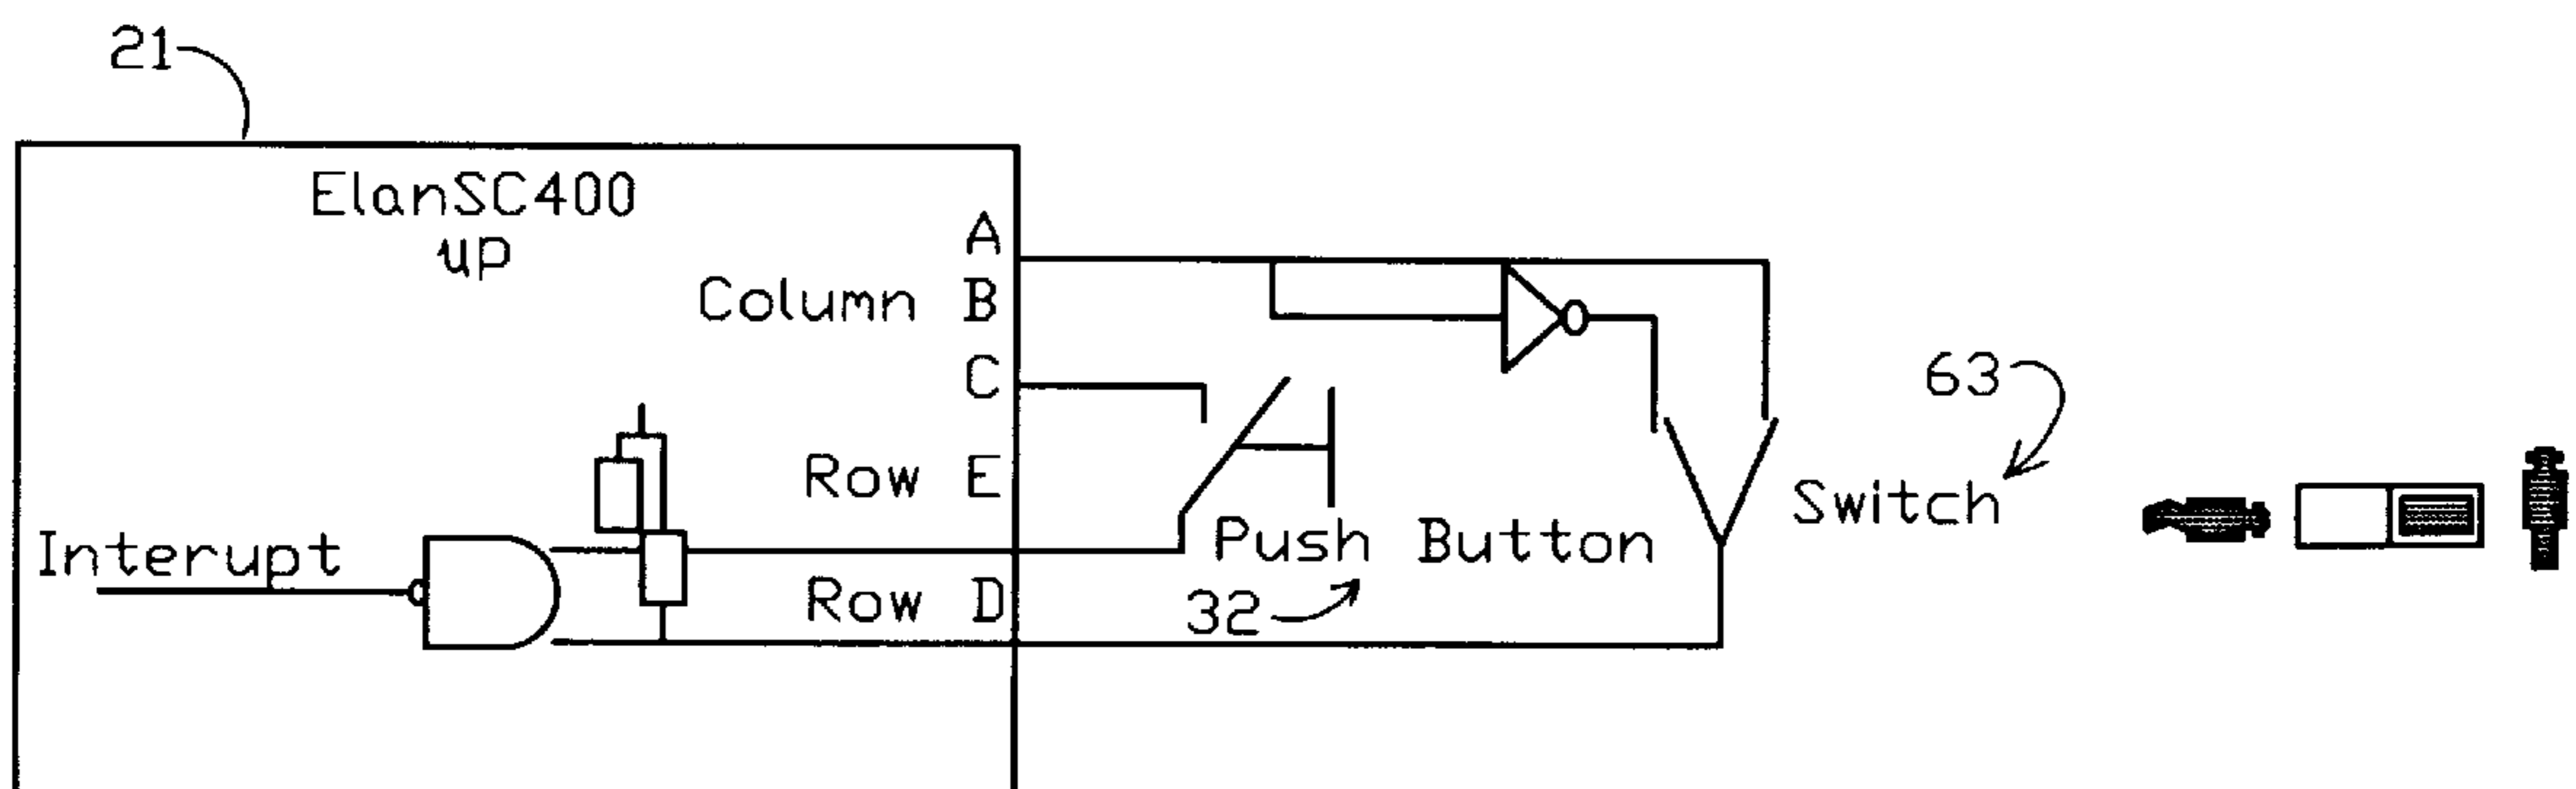 21
ElanSC400
up
A
Column B
C
63
Row E
Switch
Interupt
Push Button
Row D
32